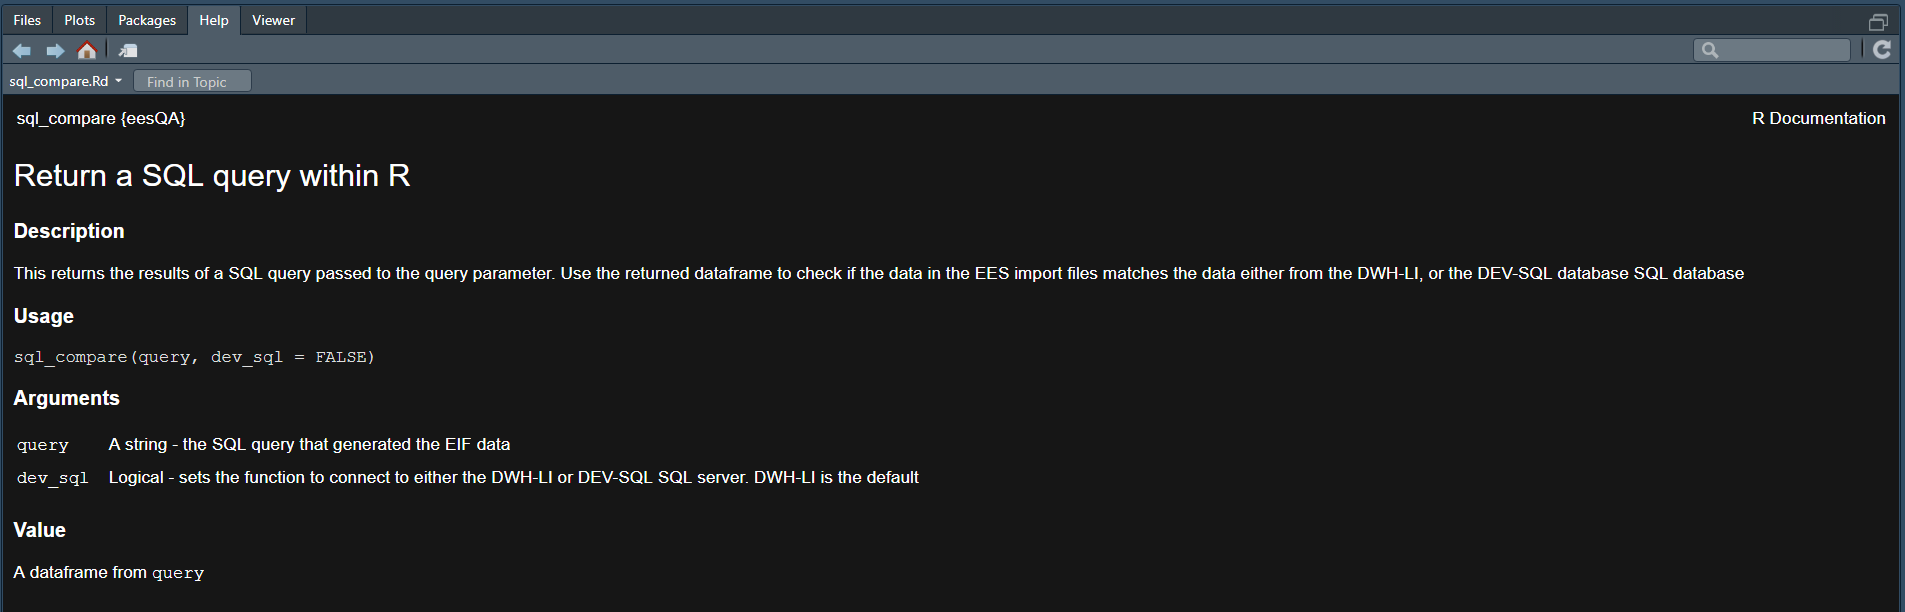 Files Plots Packages Help Viewer
sql_compare.Rd Find in Topic
sql_compare {eesQA} R Documentation
Return a SQL query within R
Description
This returns the results of a SQL query passed to the query parameter. Use the returned dataframe to check if the data in the EES import files matches the data either from the DWH-LI, or the DEV-SQL database SQL database
Usage
sql_compare(query, dev_sql = FALSE)
Arguments
query A string - the SQL query that generated the EIF data
dev_sql Logical - sets the function to connect to either the DWH-LI or DEV-SQL SQL server. DWH-LI is the default
Value
A dataframe from query